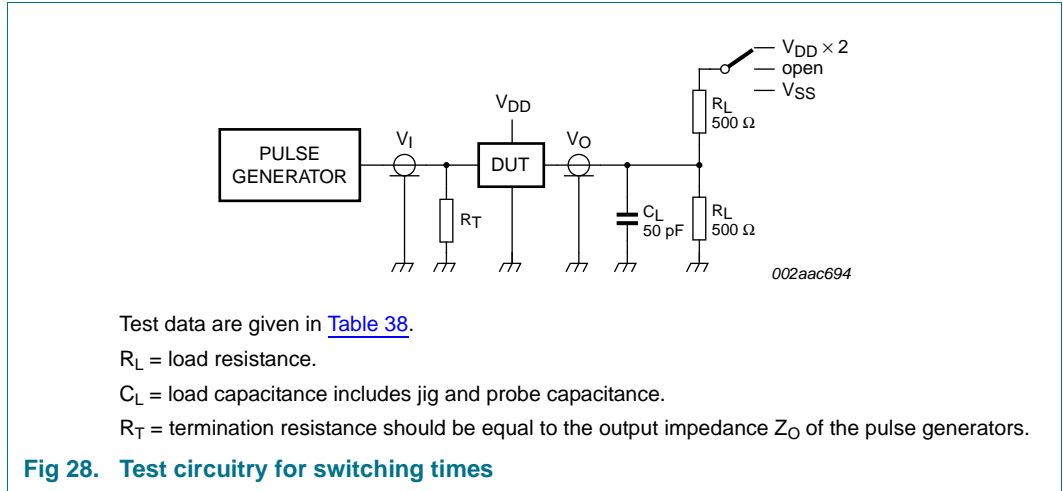 V_DD × 2
open
V_SS
R_L
500 Ω
V_DD
V_I
V_O
PULSE
GENERATOR
DUT
R_T
C_L
50 pF
R_L
500 Ω
002aac694
Test data are given in Table 38.
R_L = load resistance.
C_L = load capacitance includes jig and probe capacitance.
R_T = termination resistance should be equal to the output impedance Z_O of the pulse generators.
Fig 28. Test circuitry for switching times